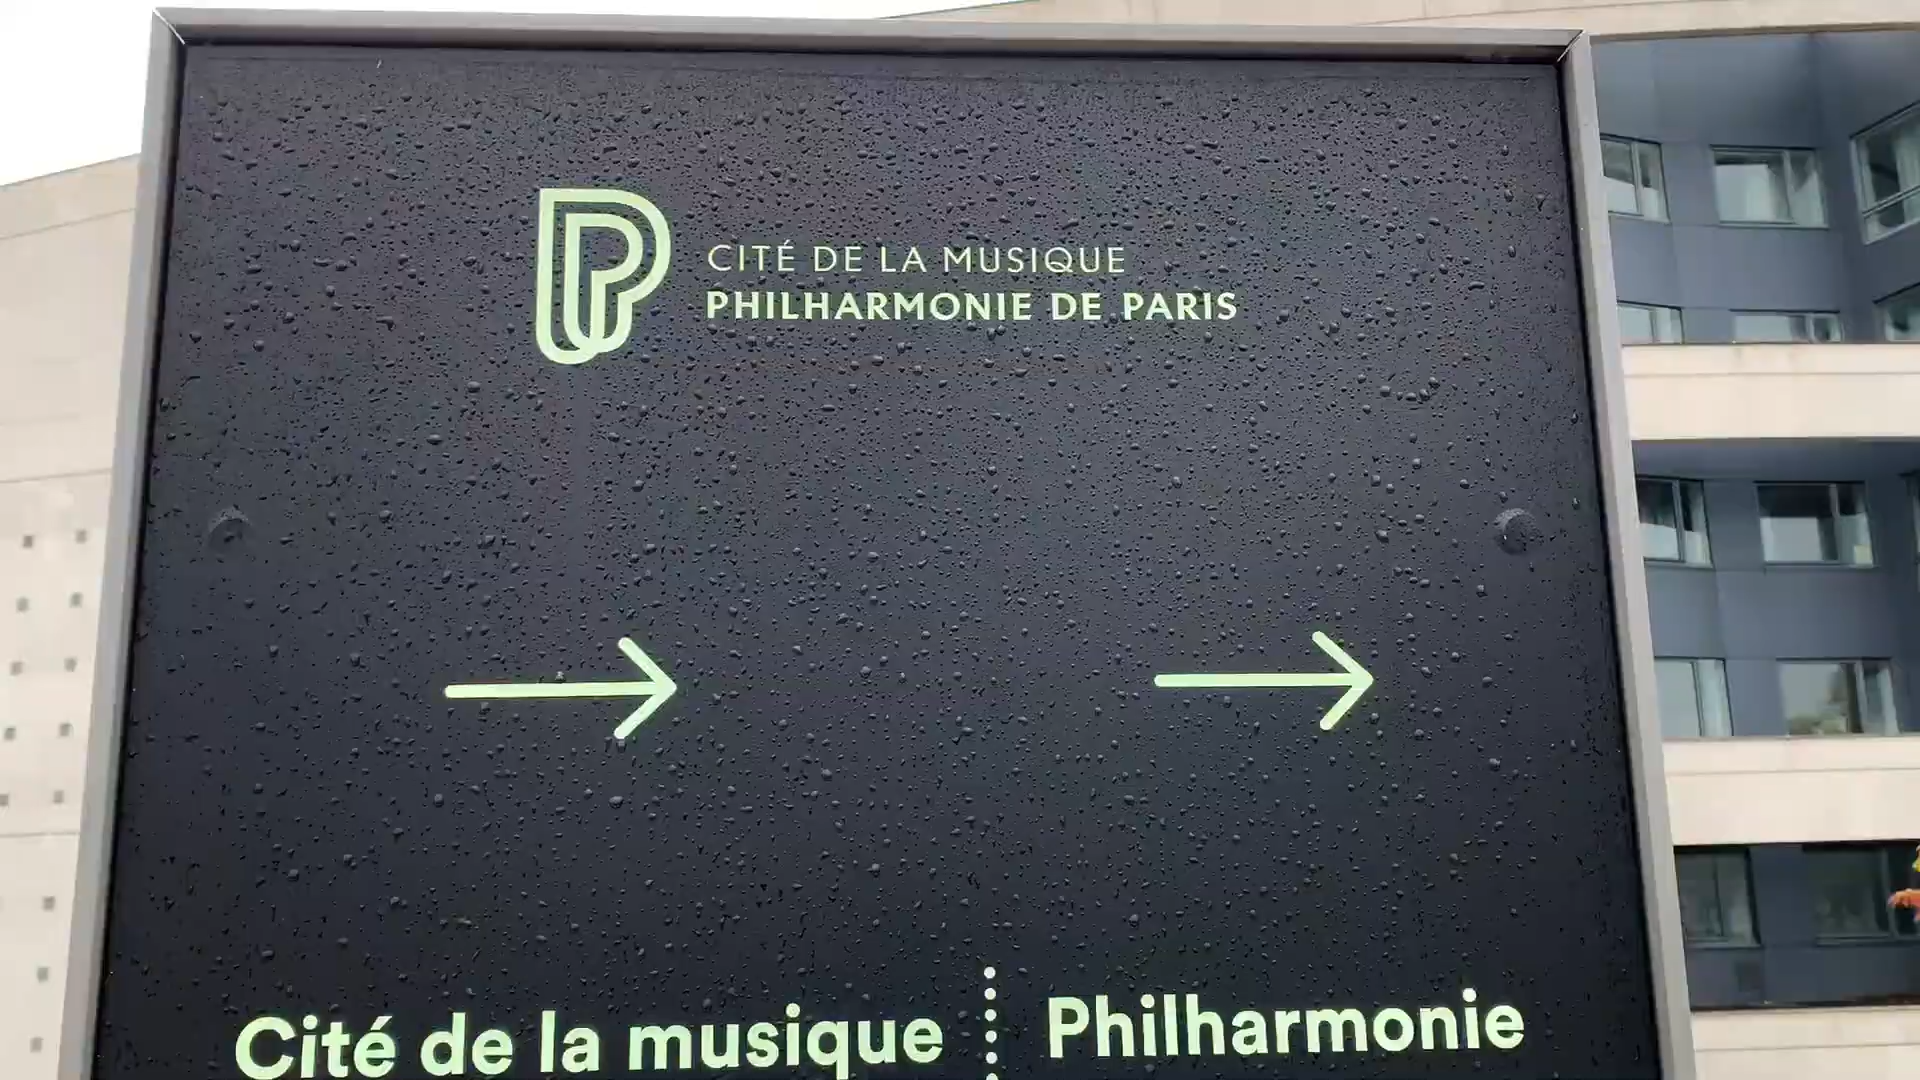 CITÉ DE LA MUSIQUE
PHILHARMONIE DE PARIS
Cité de la musique
Philharmonie